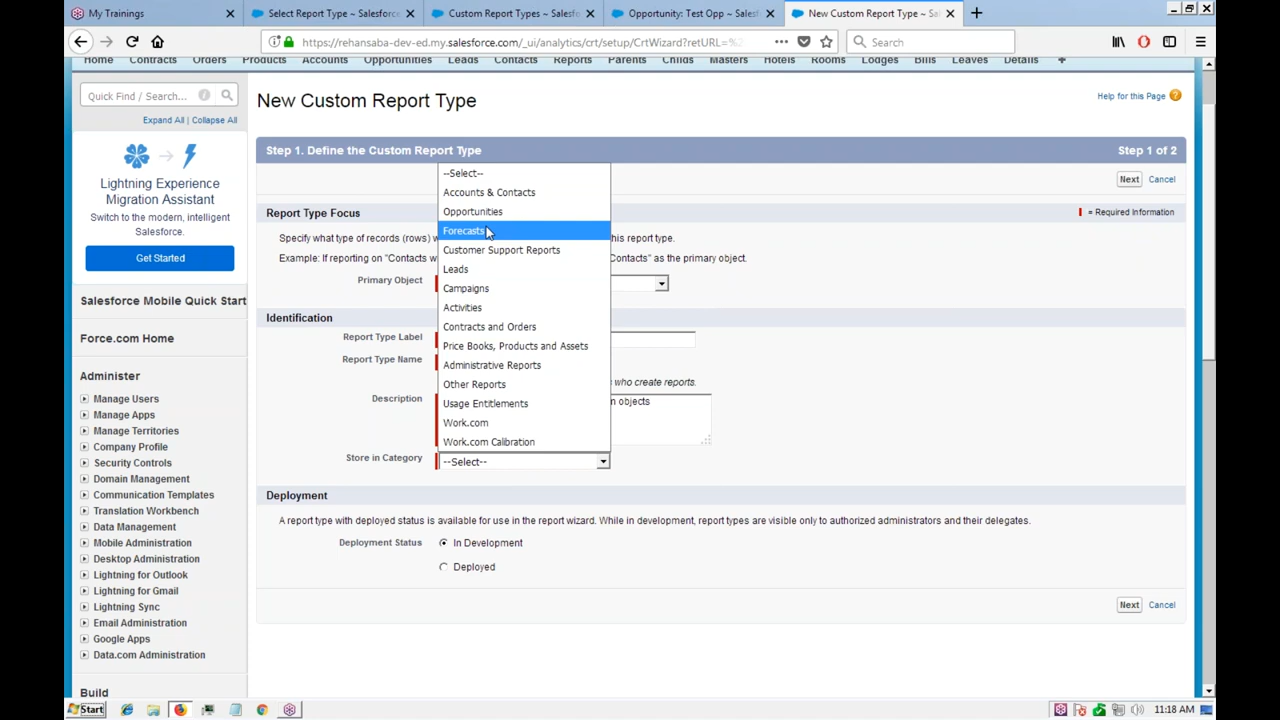 My Trainings
Select Report Type ~ Salesforce
Custom Report Types ~ Salesfo
Opportunity: Test Opp ~ Salesf
New Custom Report Type ~ Sal
https://rehansaba-dev-ed.my.salesforce.com/_ui/analytics/crt/setup/CrtWizard?retURL=%
Search
Home Contracts Orders Products Accounts Opportunities Leads Contacts Reports Parents Childs Masters Hotels Rooms Lodges Bills Leaves Details +
Quick Find / Search...
Expand All | Collapse All
Lightning Experience
Migration Assistant
Switch to the modern, intelligent
Salesforce.
Get Started
Salesforce Mobile Quick Start
Force.com Home
Administer
Manage Users
Manage Apps
Manage Territories
Company Profile
Security Controls
Domain Management
Communication Templates
Translation Workbench
Data Management
Mobile Administration
Desktop Administration
Lightning for Outlook
Lightning for Gmail
Lightning Sync
Email Administration
Google Apps
Data.com Administration
Build
New Custom Report Type
Help for this Page
Step 1. Define the Custom Report Type
Step 1 of 2
Next Cancel
Report Type Focus
= Required Information
Specify what type of records (rows) w
his report type.
Example: If reporting on "Contacts w
Contacts" as the primary object.
Primary Object
Identification
Report Type Label
Report Type Name
s who create reports.
Description
n objects
Store in Category
--Select--
--Select--
Accounts & Contacts
Opportunities
Forecasts
Customer Support Reports
Leads
Campaigns
Activities
Contracts and Orders
Price Books, Products and Assets
Administrative Reports
Other Reports
Usage Entitlements
Work.com
Work.com Calibration
Deployment
A report type with deployed status is available for use in the report wizard. While in development, report types are visible only to authorized administrators and their delegates.
Deployment Status
In Development
Deployed
Next Cancel
Start
11:18 AM